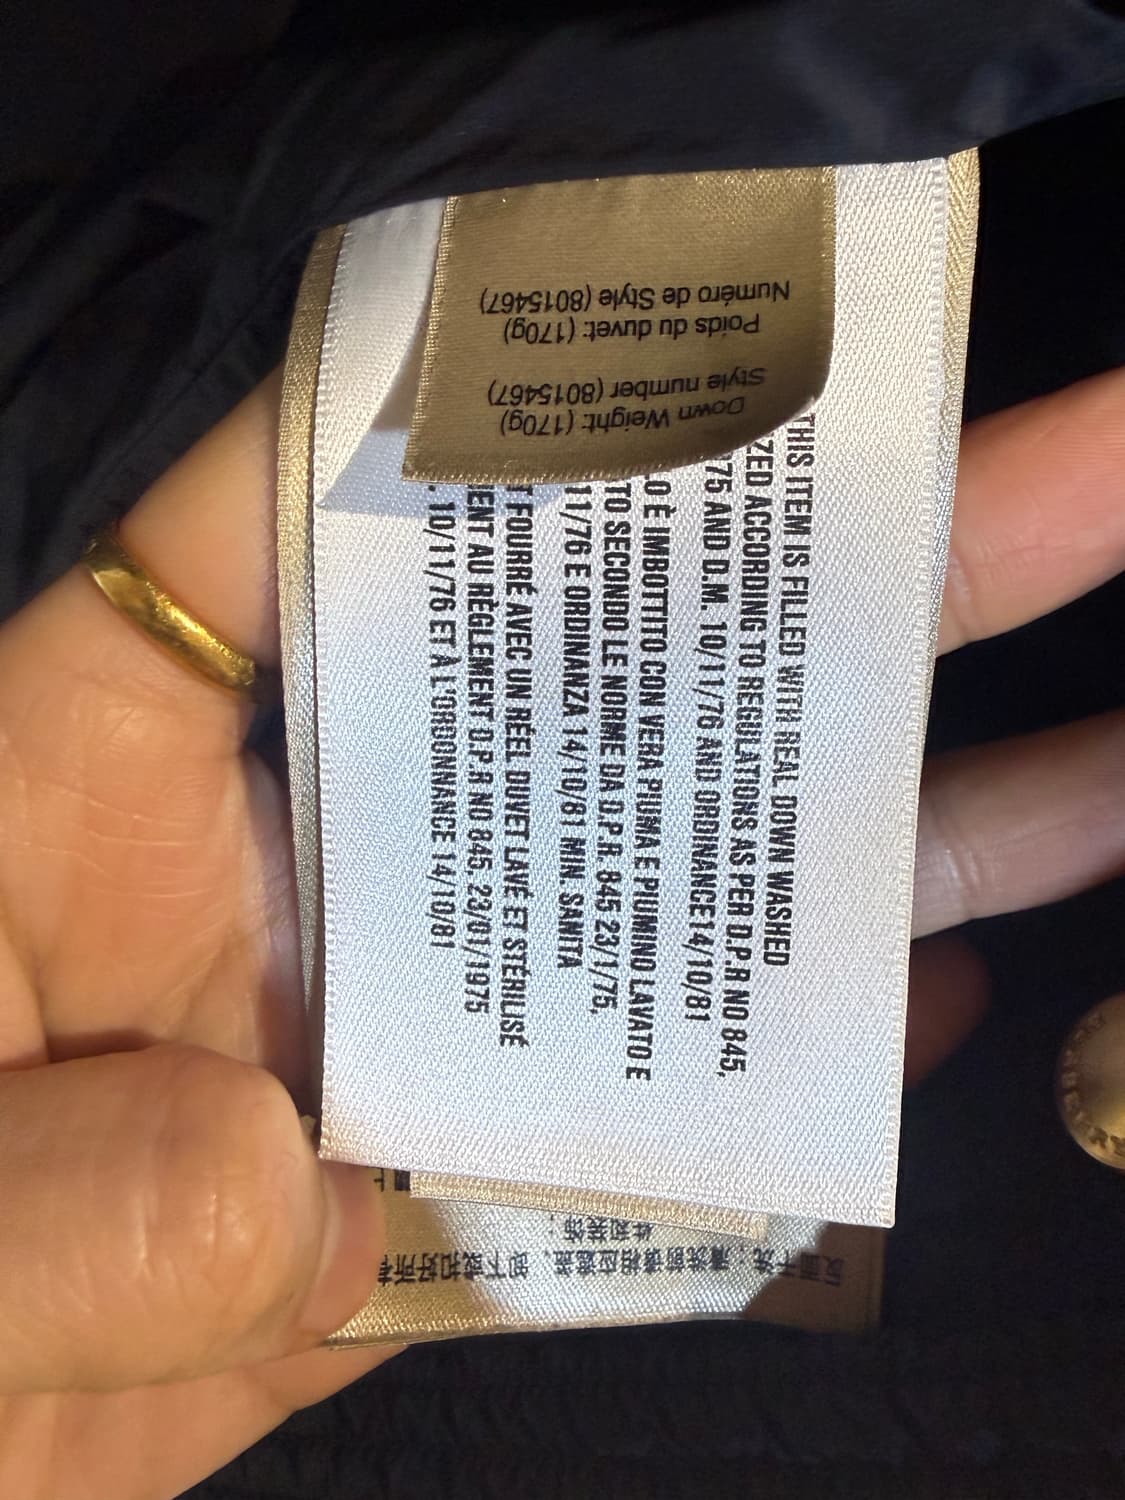 Down Weight: (170g)
Style number (8015467)
Poids du duvet: (170g)
Numéro de Style (8015467)
THIS ITEM IS FILLED WITH REAL DOWN WASHED
ZED ACCORDING TO REGULATIONS AS PER D.P.R NO 845,
75 AND D.M. 10/11/76 AND ORDINANCE14/10/81
O È IMBOTTITO CON VERA PIUMA E PIUMINO LAVATO E
TO SECONDO LE NORME DA D.P.R. 845 23/1/75,
11/76 E ORDINANZA 14/10/81 MIN. SANITA
T FOURRÉ AVEC UN RÉEL DUVET LAVÉ ET STÉRILISÉ
ENT AU RÈGLEMENT D.P.R NO 845, 23/01/1975
. 10/11/76 ET À L'ORDONNANCE 14/10/81